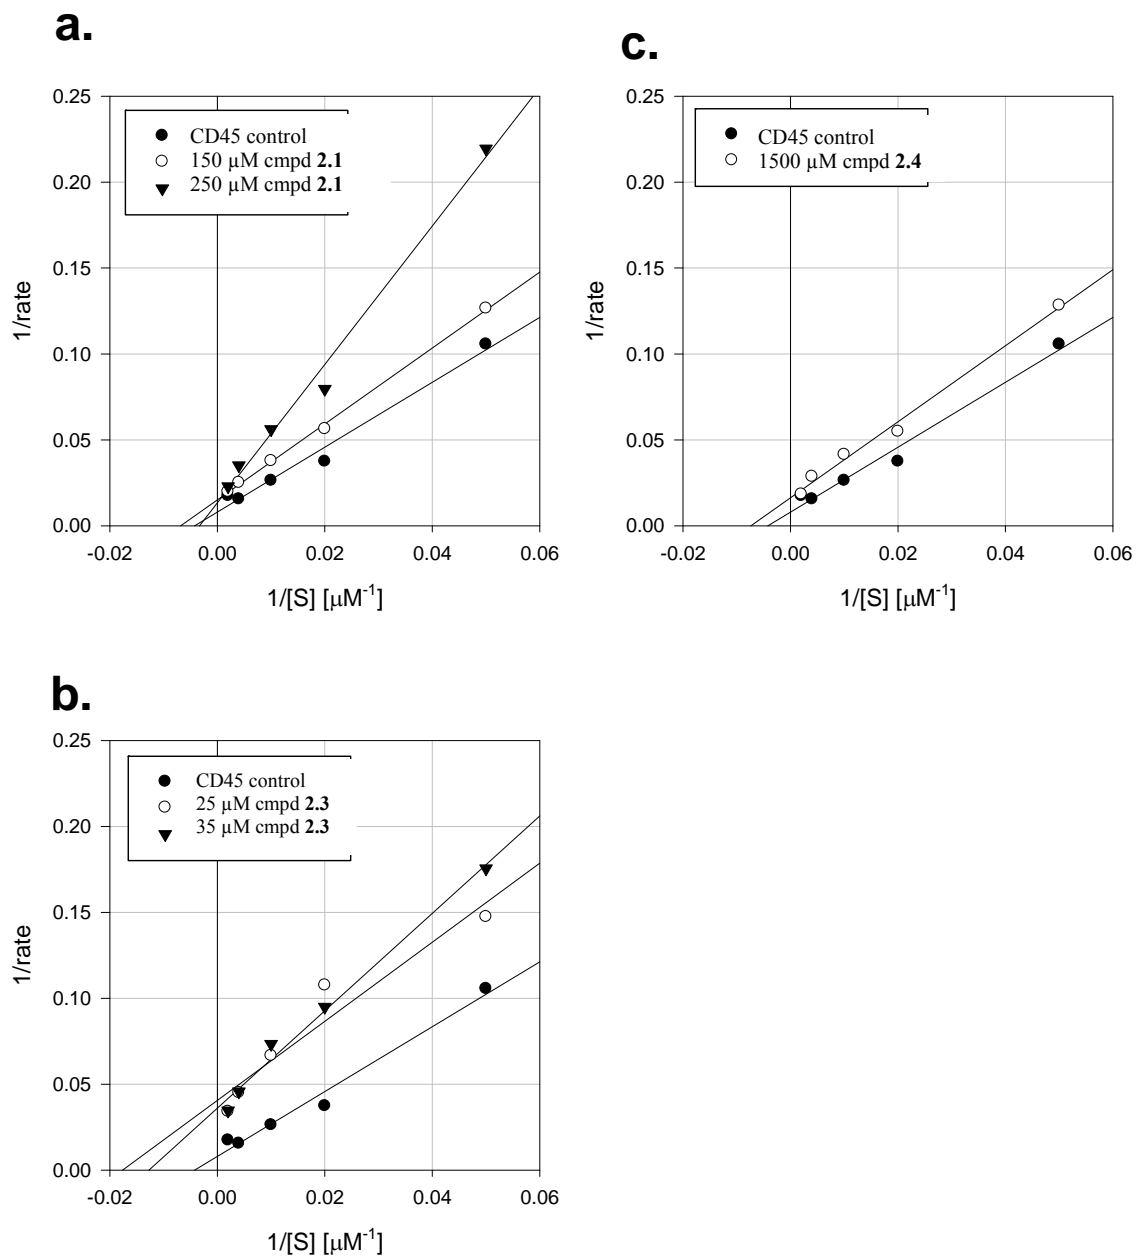 a.
0.25
0.20
0.15
0.10
0.05
0.00
-0.02
0.00
0.02
0.04
0.06
1/rate
1/[S] [µM⁻¹]
CD45 control
150 µM cmpd 2.1
250 µM cmpd 2.1
c.
0.25
0.20
0.15
0.10
0.05
0.00
-0.02
0.00
0.02
0.04
0.06
1/rate
1/[S] [µM⁻¹]
CD45 control
1500 µM cmpd 2.4
b.
0.25
0.20
0.15
0.10
0.05
0.00
-0.02
0.00
0.02
0.04
0.06
1/rate
1/[S] [µM⁻¹]
CD45 control
25 µM cmpd 2.3
35 µM cmpd 2.3